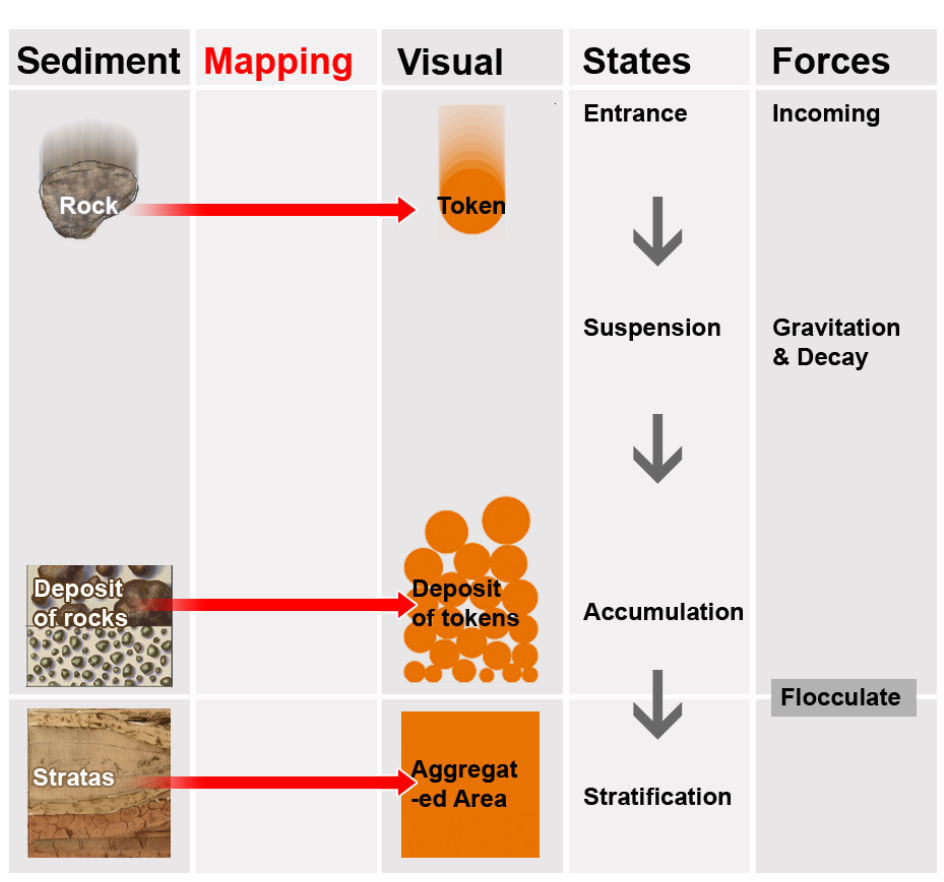 Sediment Mapping Visual States Forces
Entrance Incoming
Rock Token
Suspension Gravitation
& Decay
Deposit
of rocks
Deposit
of tokens
Accumulation
Flocculate
Stratas
Aggregat
-ed Area
Stratification